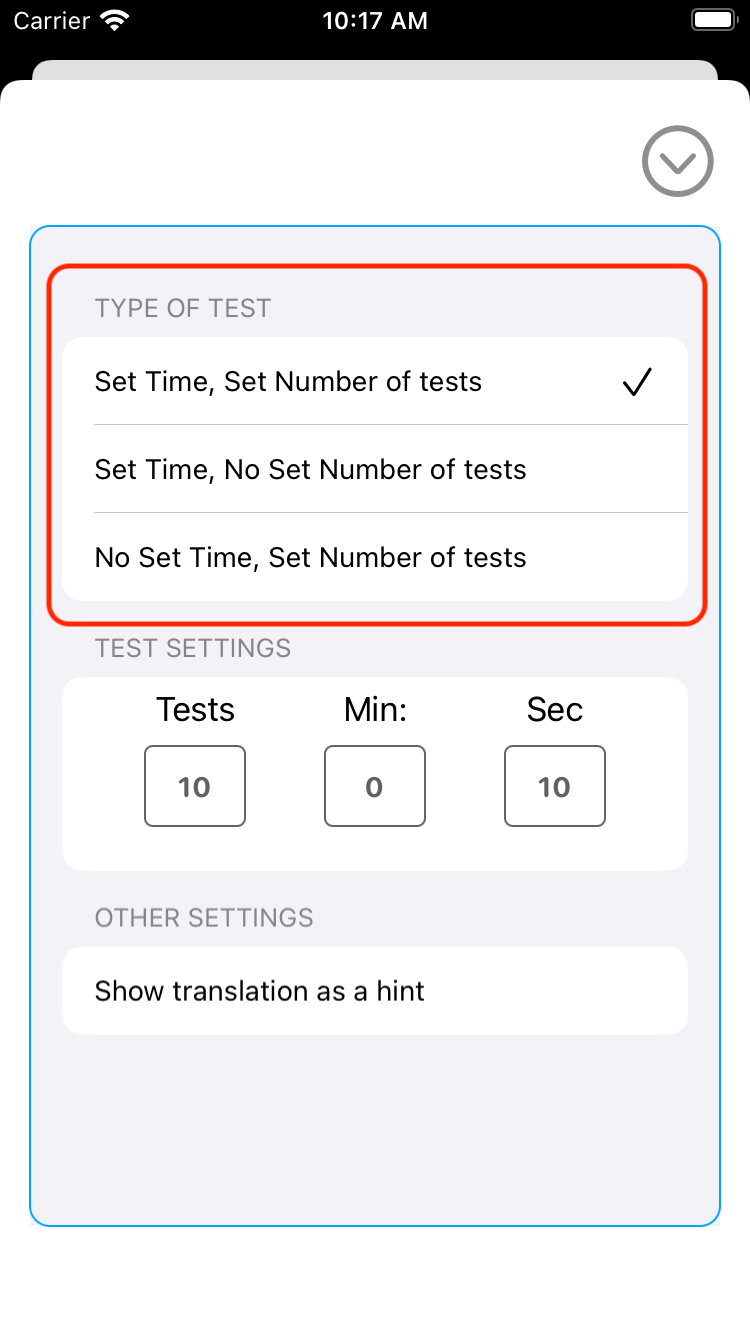 Carrier 10:17 AM
TYPE OF TEST
Set Time, Set Number of tests
Set Time, No Set Number of tests
No Set Time, Set Number of tests
TEST SETTINGS
Tests Min: Sec
10 0 10
OTHER SETTINGS
Show translation as a hint